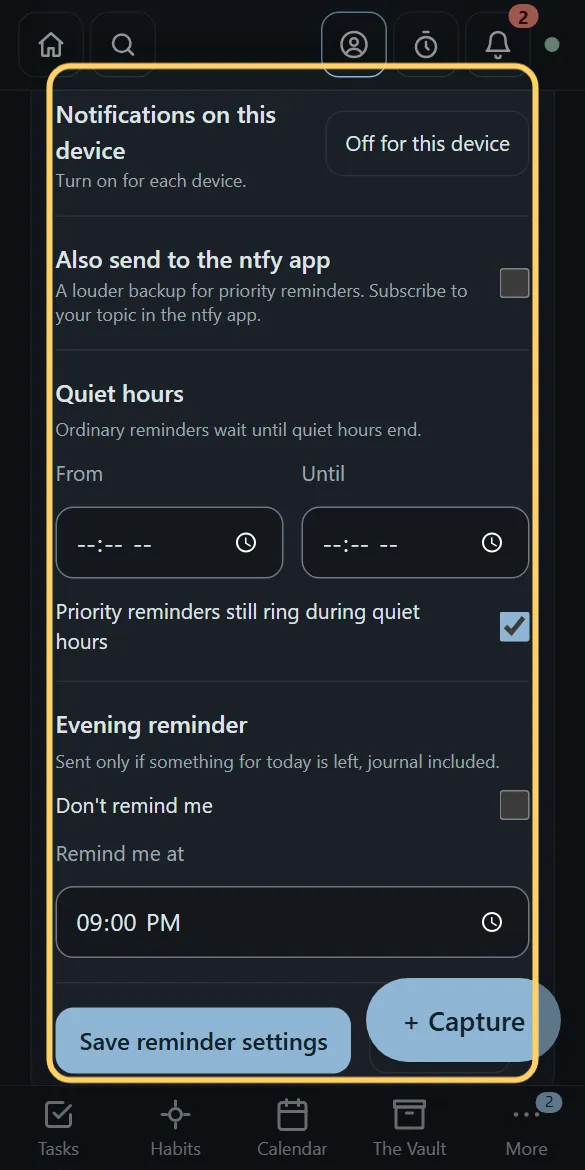 2
Notifications on this
device
Off for this device
Turn on for each device.
Also send to the ntfy app
A louder backup for priority reminders. Subscribe to
your topic in the ntfy app.
Quiet hours
Ordinary reminders wait until quiet hours end.
From
Until
--:-- --
--:-- --
Priority reminders still ring during quiet
hours
Evening reminder
Sent only if something for today is left, journal included.
Don't remind me
Remind me at
09:00 PM
Save reminder settings
+ Capture
2
Tasks
Habits
Calendar
The Vault
More